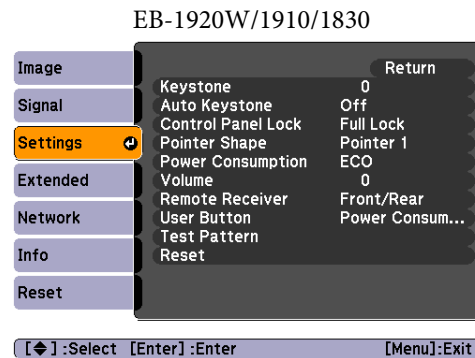 EB-1920W/1910/1830
Image
Signal
Settings
Extended
Network
Info
Reset
Return
Keystone 0
Auto Keystone Off
Control Panel Lock Full Lock
Pointer Shape Pointer 1
Power Consumption ECO
Volume 0
Remote Receiver Front/Rear
User Button Power Consum...
Test Pattern
Reset
[◆] :Select [Enter] :Enter [Menu]:Exit